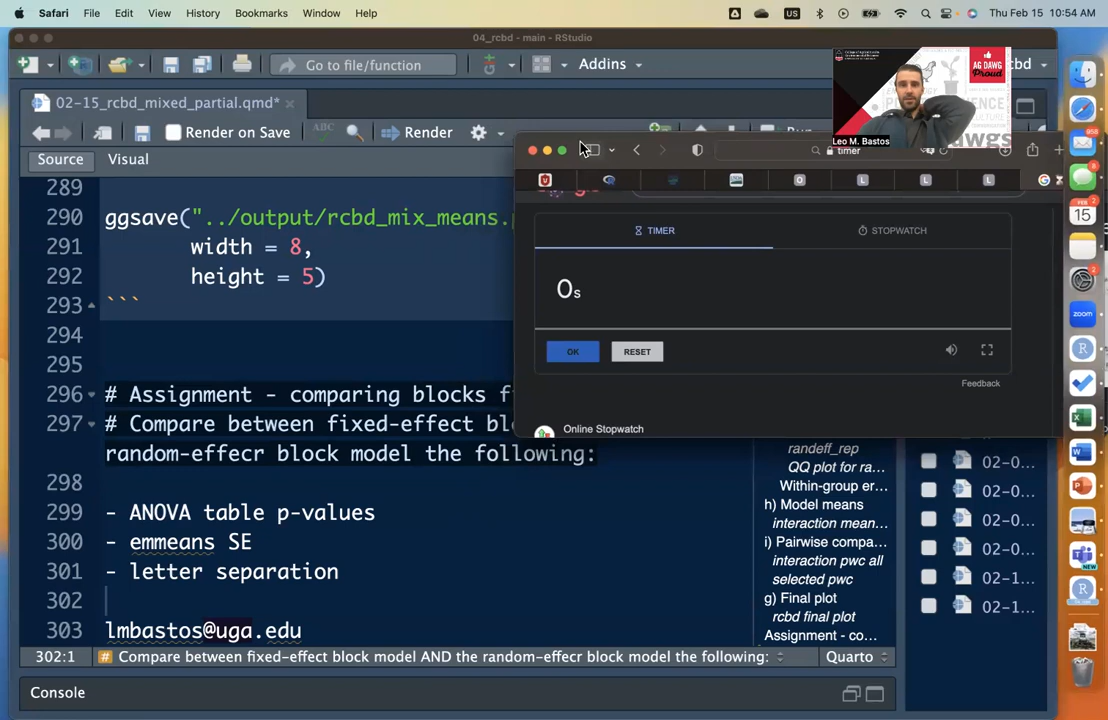 Safari File Edit View History Bookmarks Window Help US Thu Feb 15 10:54 AM
04_rcbd - main - RStudio
Go to file/function Addins
AG DAWG
Proud
Leo M. Bastos
02-15_rcbd_mixed_partial.qmd*
Render on Save ABC Render
Source Visual
timer
289
290 ggsave("../output/rcbd_mix_means.
291 width = 8,
292 height = 5)
293 ```
294
295
296 # Assignment - comparing blocks
297 # Compare between fixed-effect
random-effecr block model the following:
298
299 - ANOVA table p-values
300 - emmeans SE
301 - letter separation
302
303 lmbastos@uga.edu
TIMER STOPWATCH
0s
OK RESET
Feedback
Online Stopwatch
randeff_rep
QQ plot for ra...
Within-group er...
h) Model means
interaction mean...
i) Pairwise compa...
interaction pwc all
selected pwc
g) Final plot
rcbd final plot
Assignment - co...
02-0...
02-0...
02-0...
02-0...
02-1...
02-1...
FEB
15
zoom
NEW
302:1 # Compare between fixed-effect block model AND the random-effecr block model the following: Quarto
Console